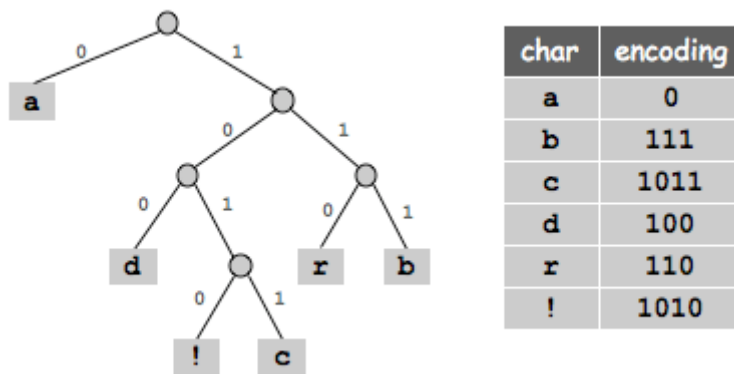 0 1
a
0 1
0 1 0 1
d r b
0 1
! c
char encoding
a 0
b 111
c 1011
d 100
r 110
! 1010